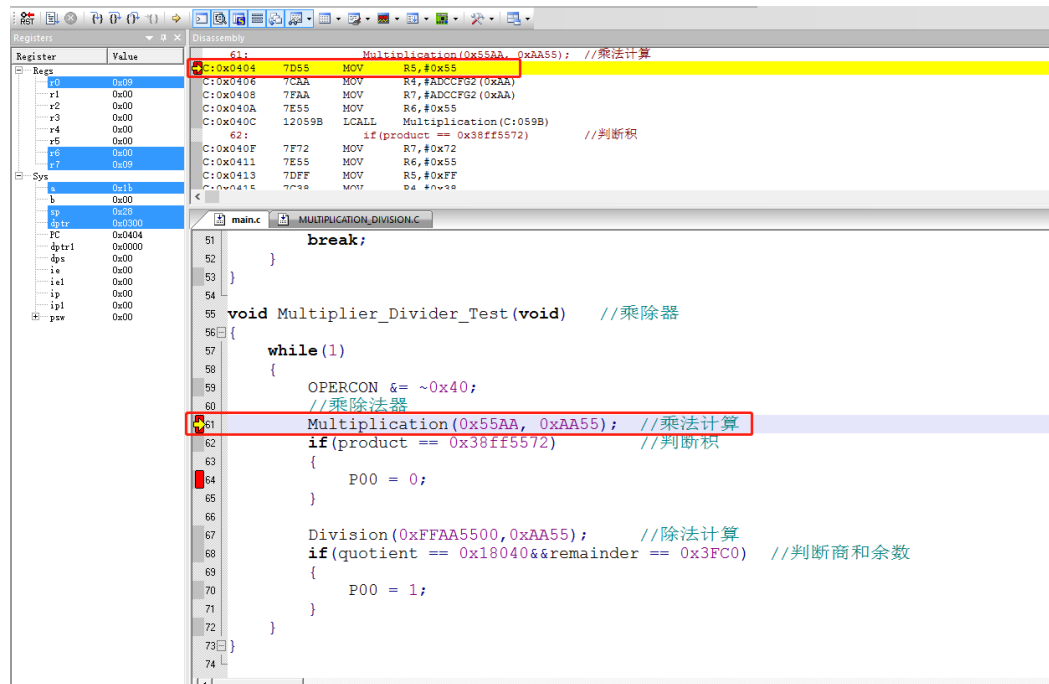 Registers
Register Value
Regs
r0 0x09
r1 0x00
r2 0x00
r3 0x00
r4 0x00
r5 0x00
r6 0x00
r7 0x09
Sys
a 0x1b
b 0x00
sp 0x28
dptr 0x0300
PC 0x0404
dptr1 0x0000
dps 0x00
ie 0x00
ie1 0x00
ip 0x00
ip1 0x00
psw 0x00
Disassembly
61: Multiplication(0x55AA, 0xAA55); //乘法计算
C:0x0404 7D55 MOV R5,#0x55
C:0x0406 7CAA MOV R4,#ADCCFG2(0xAA)
C:0x0408 7FAA MOV R7,#ADCCFG2(0xAA)
C:0x040A 7E55 MOV R6,#0x55
C:0x040C 12059B LCALL Multiplication(C:059B)
62: if(product == 0x38ff5572) //判断积
C:0x040F 7F72 MOV R7,#0x72
C:0x0411 7E55 MOV R6,#0x55
C:0x0413 7DFF MOV R5,#0xFF
C:0x0415 7C38 MOV R4,#0x38
main.c MULTIPLICATION_DIVISION.C
51 break;
52 }
53 }
54
55 void Multiplier_Divider_Test(void) //乘除器
56 {
57 while(1)
58 {
59 OPERCON &= ~0x40;
60 //乘除法器
61 Multiplication(0x55AA, 0xAA55); //乘法计算
62 if(product == 0x38ff5572) //判断积
63 {
64 P00 = 0;
65 }
66
67 Division(0xFFAA5500,0xAA55); //除法计算
68 if(quotient == 0x18040&&remainder == 0x3FC0) //判断商和余数
69 {
70 P00 = 1;
71 }
72 }
73 }
74